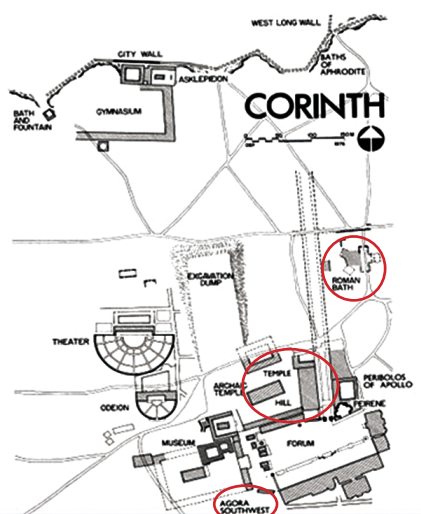 WEST LONG WALL
CITY WALL
BATHS
OF
APHRODITE
ASKLEPIEION
GYMNASIUM
BATH
AND
FOUNTAIN
CORINTH
ROMAN
BATH
EXCAVATION
DUMP
THEATER
TEMPLE
HILL
ARCHAIC
TEMPLE
PERIBOLOS
OF APOLLO
PEIRENE
ODEION
MUSEUM
FORUM
AGORA
SOUTHWEST